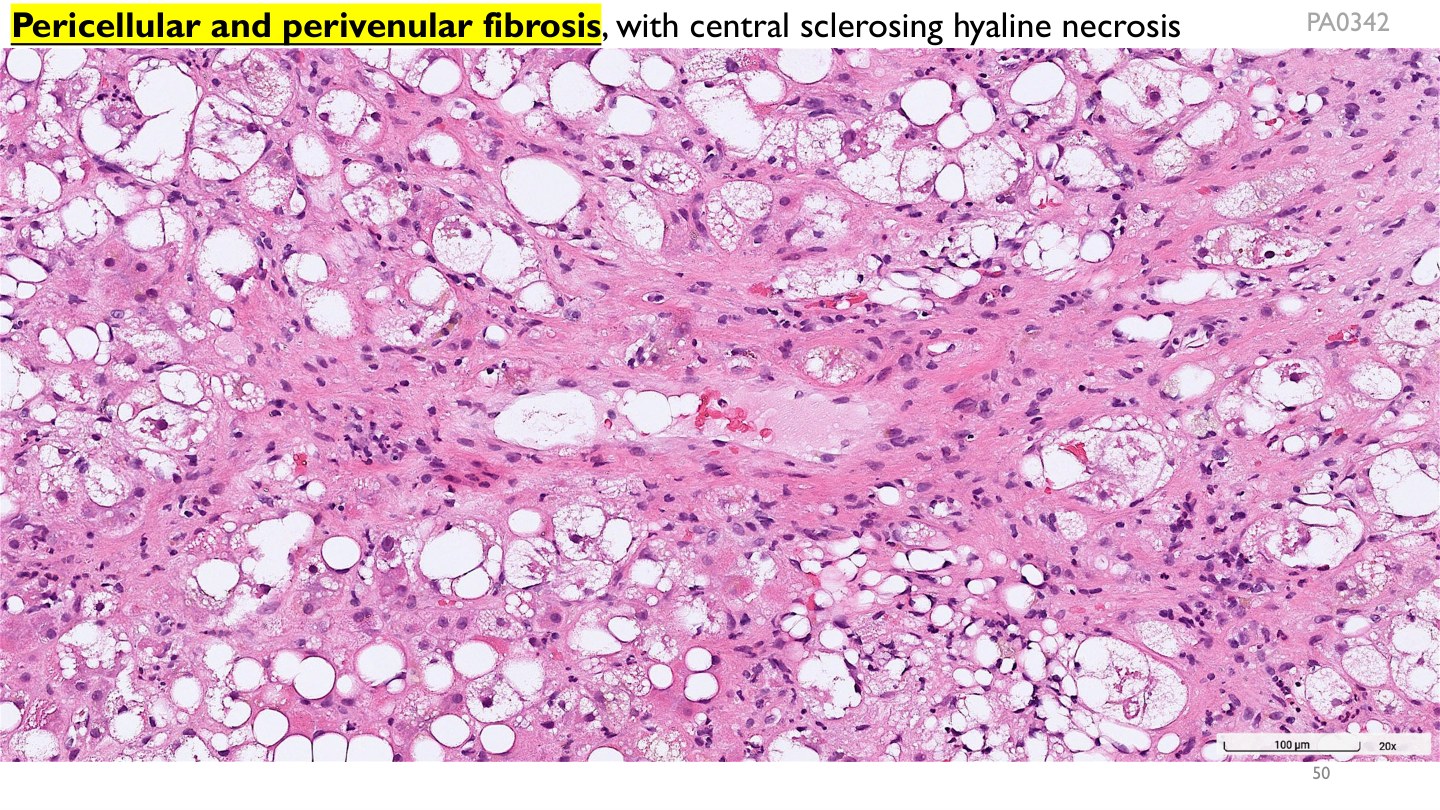 Pericellular and perivenular fibrosis, with central sclerosing hyaline necrosis
PA0342
100 µm
20x
50